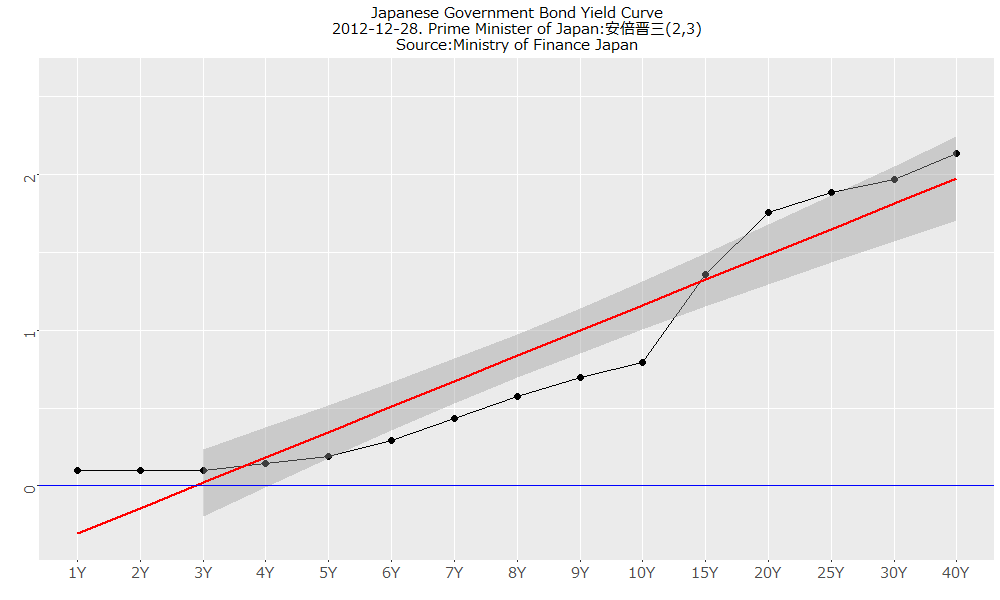 Japanese Government Bond Yield Curve
2012-12-28. Prime Minister of Japan:安倍晋三(2,3)
Source:Ministry of Finance Japan
2
1
0
1Y 2Y 3Y 4Y 5Y 6Y 7Y 8Y 9Y 10Y 15Y 20Y 25Y 30Y 40Y